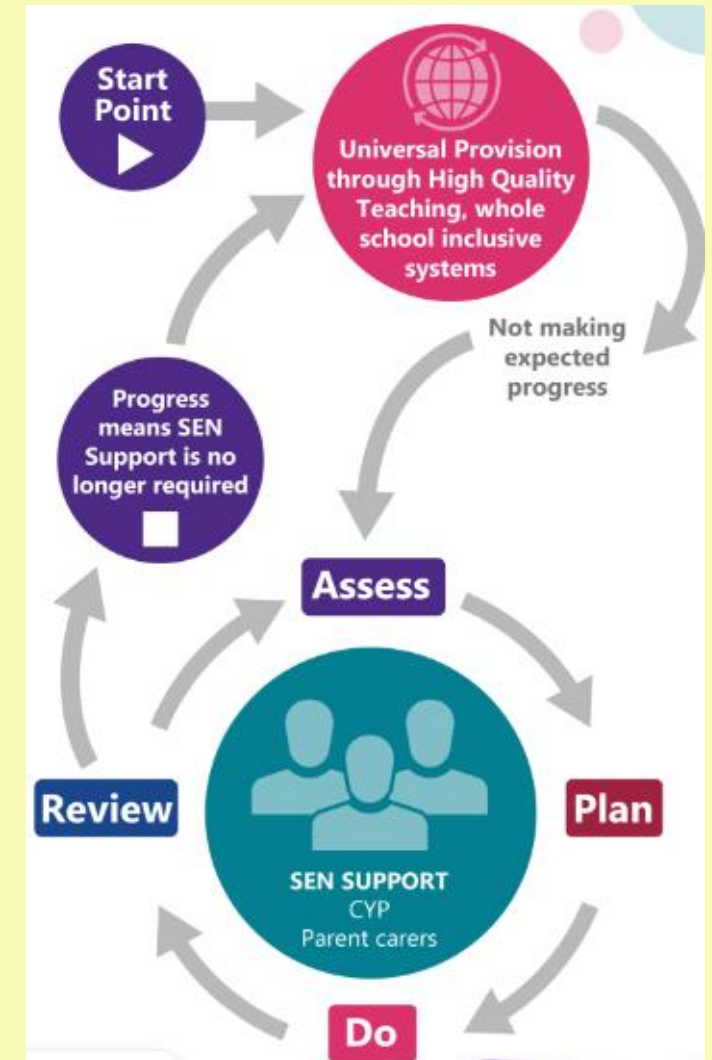 Start
Point
Universal Provision
through High Quality
Teaching, whole
school inclusive
systems
Not making
expected
progress
Progress
means SEN
Support is no
longer required
Assess
Review
Plan
SEN SUPPORT
CYP
Parent carers
Do